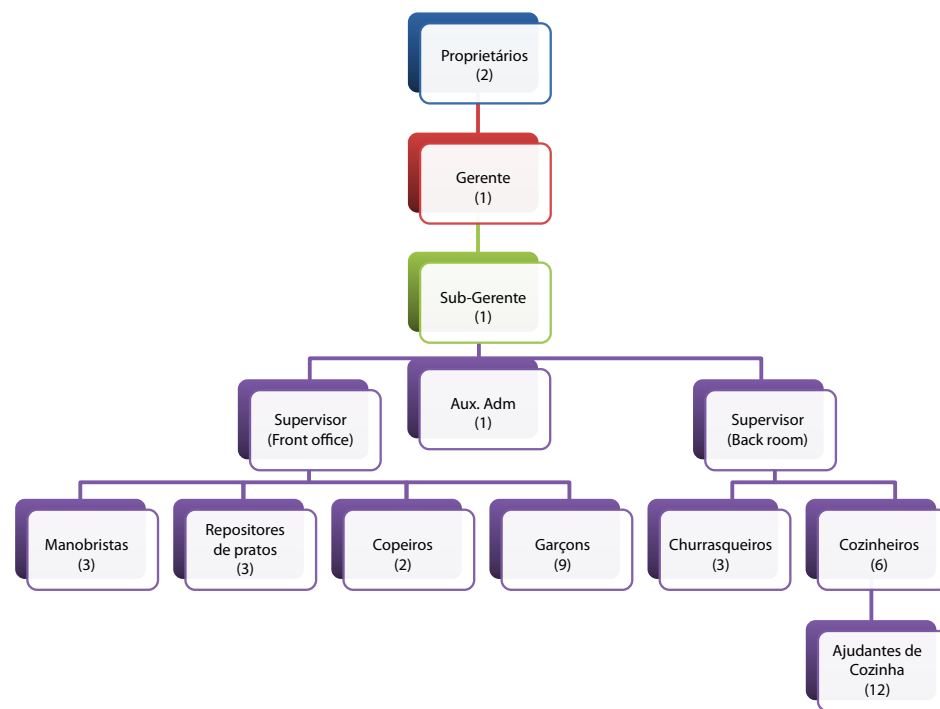 Proprietários
(2)
Gerente
(1)
Sub-Gerente
(1)
Supervisor
(Front office)
Aux. Adm
(1)
Supervisor
(Back room)
Manobristas
(3)
Repositores
de pratos
(3)
Copeiros
(2)
Garçons
(9)
Churrasqueiros
(3)
Cozinheiros
(6)
Ajudantes de
Cozinha
(12)